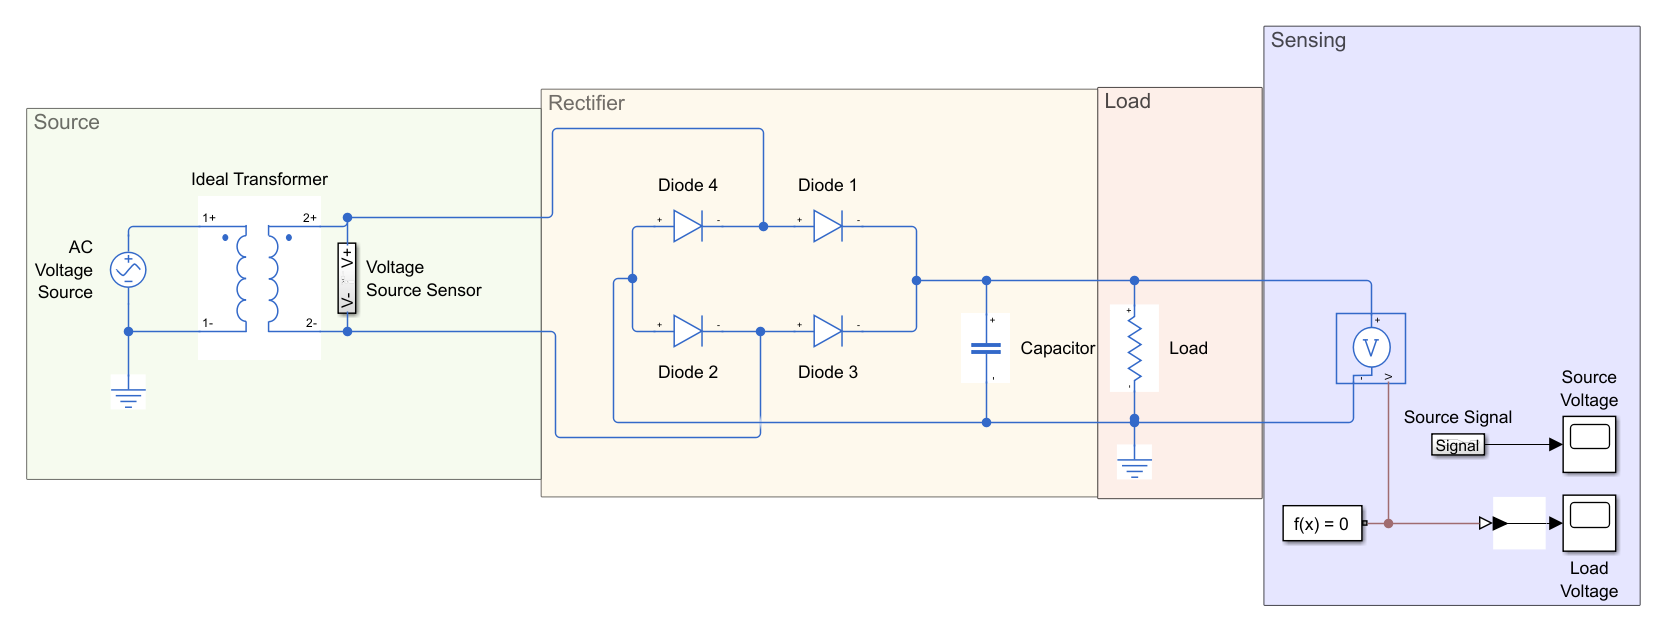 Sensing
Rectifier
Load
Source
Ideal Transformer
Diode 4
Diode 1
1+
2+
+
-
+
-
AC
Voltage
Source
V+
V-
Voltage
Source Sensor
1-
2-
+
-
+
-
Diode 2
Diode 3
+
-
Capacitor
+
-
Load
+
V
-
V
Source
Voltage
Source Signal
Signal
f(x) = 0
Load
Voltage